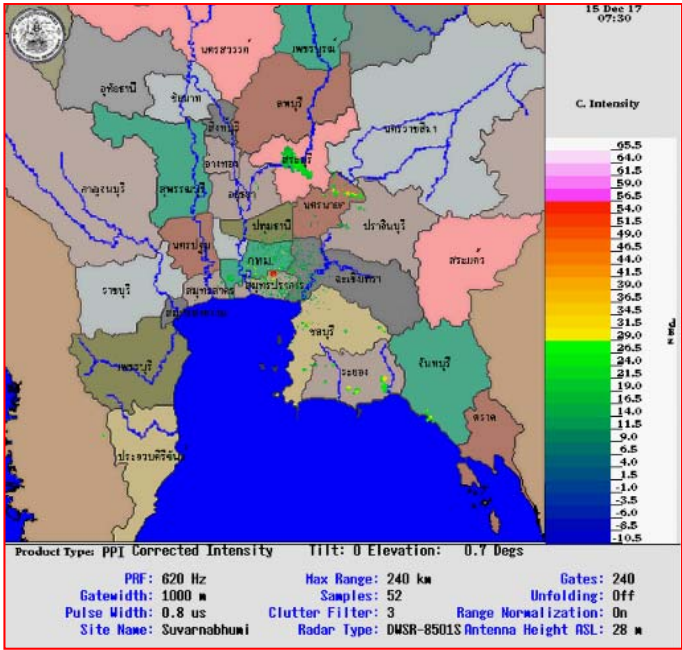 15 Dec 17
07:30
C. Intensity
นครสวรรค์
เพชรบูรณ์
อุทัยธานี
ชัยนาท
ลพบุรี
สิงห์บุรี
นครราชสีมา
อ่างทอง
สระบุรี
สุพรรณบุรี
อยุธยา
นครนายก
ปราจีนบุรี
ปทุมธานี
นครปฐม
กทม.
สระแก้ว
ฉะเชิงเทรา
ราชบุรี
สมุทรสาคร
สมุทรปราการ
ชลบุรี
เพชรบุรี
ระยอง
จันทบุรี
ตราด
ประจวบคีรีขันธ์
65.5
64.0
61.5
59.0
56.5
54.0
51.5
49.0
46.5
44.0
41.5
39.0
36.5
34.0
31.5
29.0
26.5
24.0
21.5
19.0
16.5
14.0
11.5
9.0
6.5
4.0
1.5
-1.0
-3.5
-6.0
-8.5
-10.5
Product Type: PPI Corrected Intensity Tilt: 0 Elevation: 0.7 Degs
PRF: 620 Hz Max Range: 240 km Gates: 240
Gatewidth: 1000 m Samples: 52 Unfolding: Off
Pulse Width: 0.8 us Clutter Filter: 3 Range Normalization: On
Site Name: Suvarnabhumi Radar Type: DWSR-8501S Antenna Height ASL: 28 m